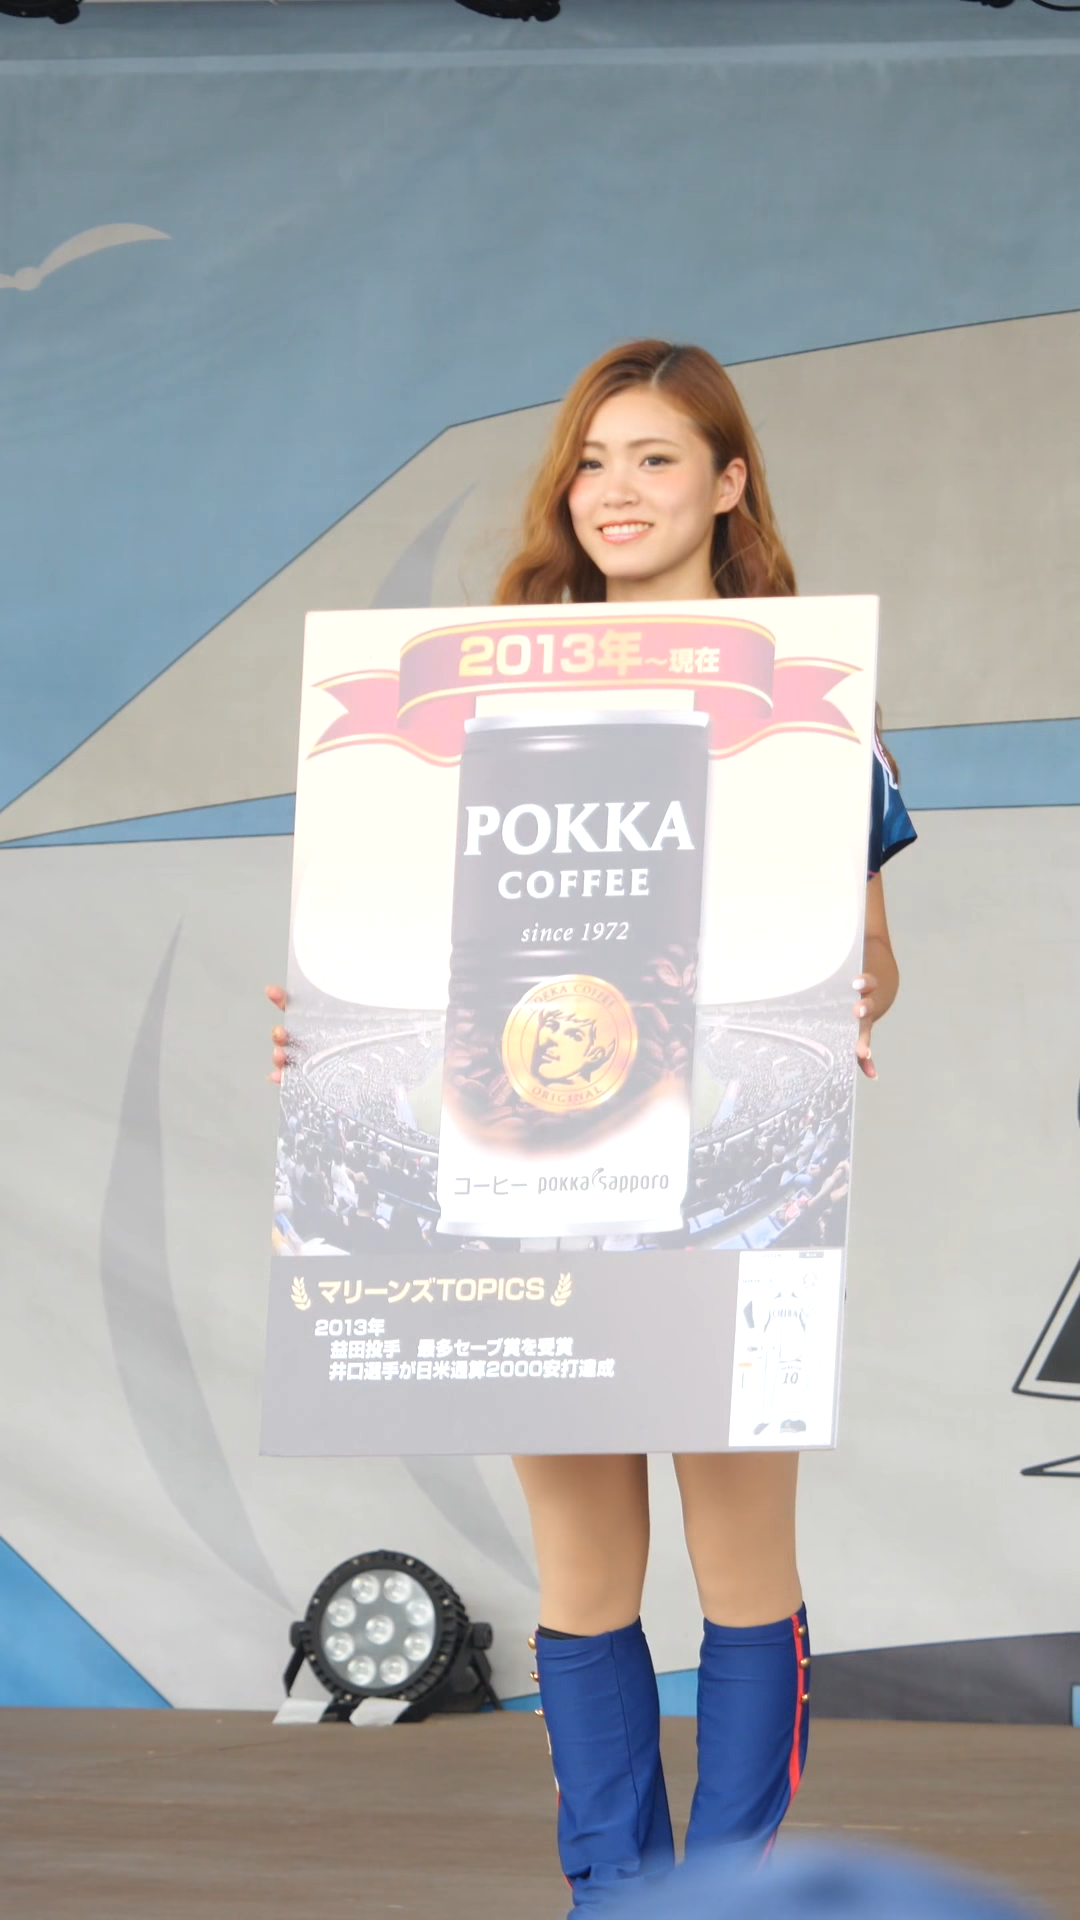 2013年～現在
POKKA
COFFEE
since 1972
POKKA COFFEE
ORIGINAL
コーヒー pokka sapporo
マリーンズTOPICS
2013年
益田投手 最多セーブ賞を受賞
井口選手が日米通算2000安打達成
10